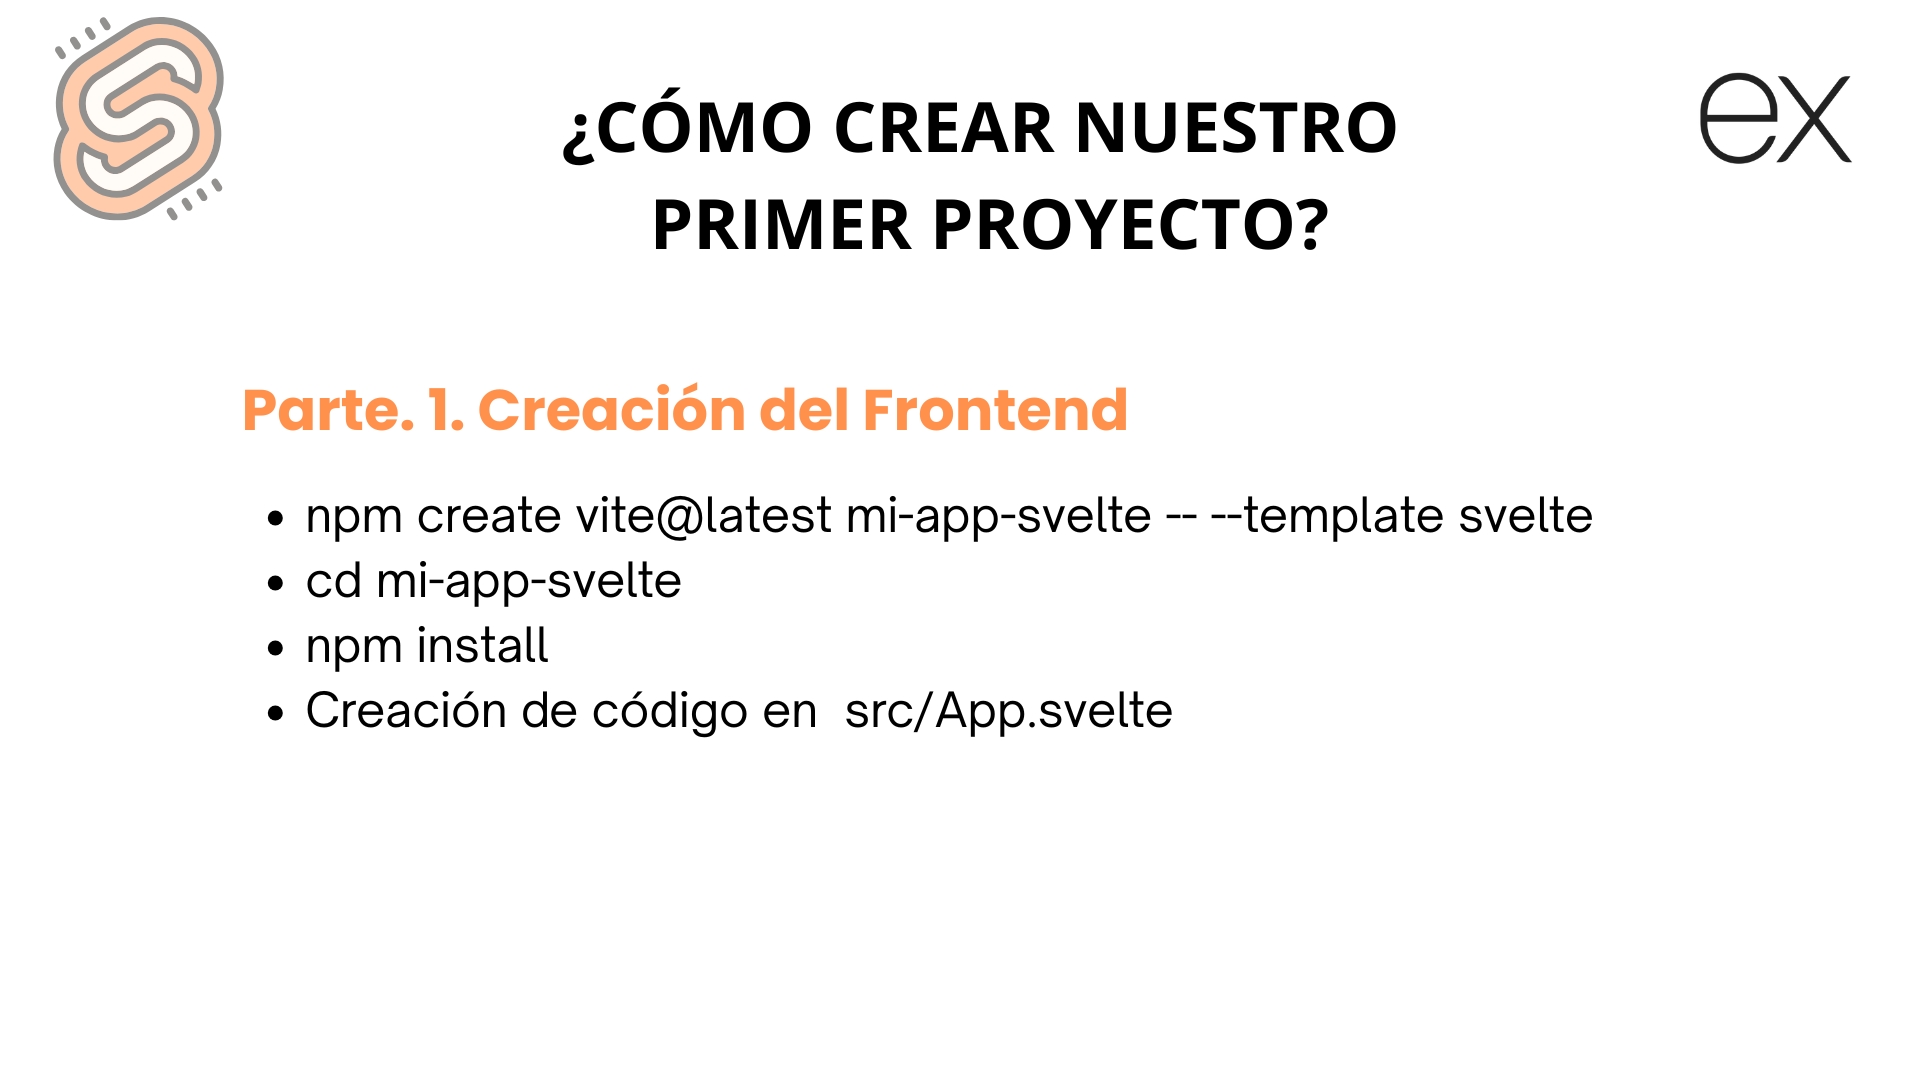 ¿CÓMO CREAR NUESTRO
PRIMER PROYECTO?
ex
Parte. 1. Creación del Frontend
• npm create vite@latest mi-app-svelte -- --template svelte
• cd mi-app-svelte
• npm install
• Creación de código en  src/App.svelte